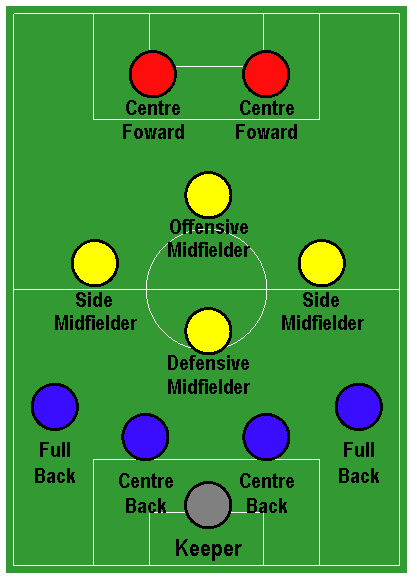 Centre
Foward
Centre
Foward
Offensive
Midfielder
Side
Midfielder
Side
Midfielder
Defensive
Midfielder
Full
Back
Centre
Back
Centre
Back
Full
Back
Keeper